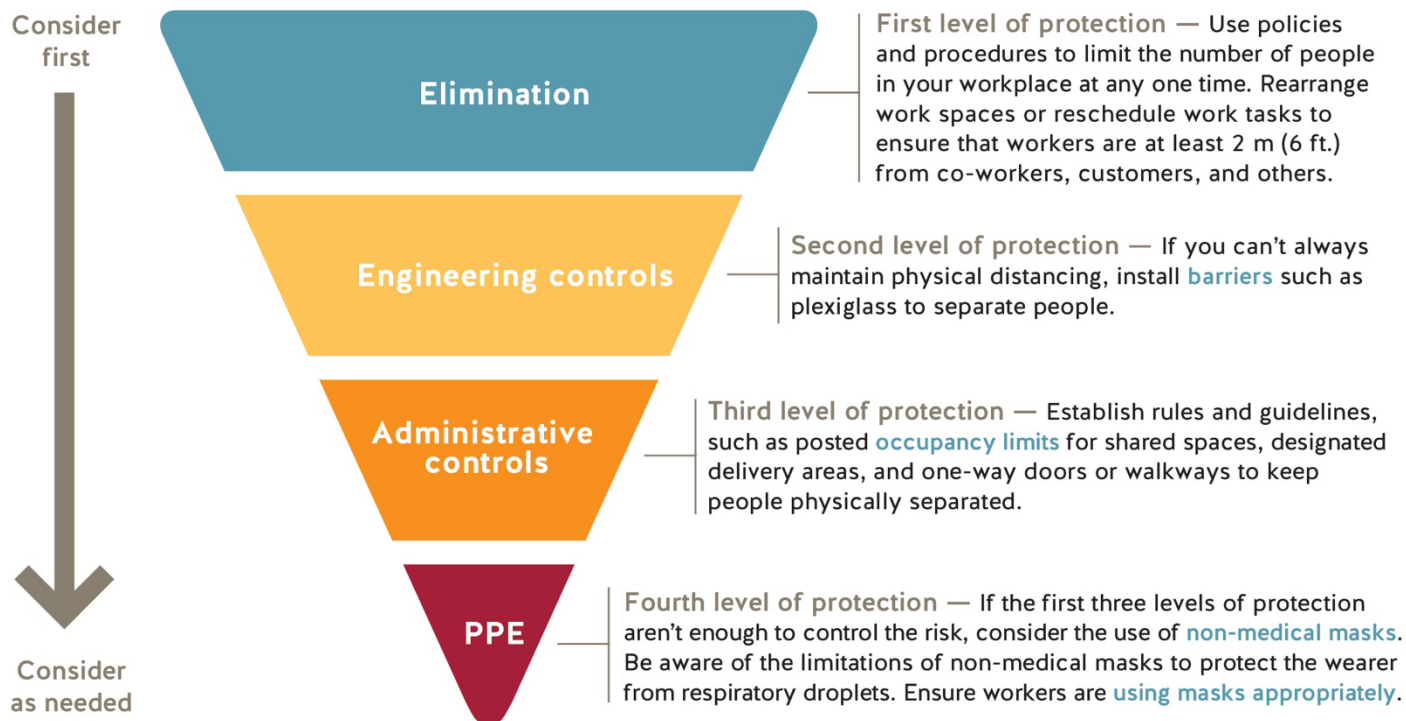 Consider
first
Elimination
First level of protection — Use policies
and procedures to limit the number of people
in your workplace at any one time. Rearrange
work spaces or reschedule work tasks to
ensure that workers are at least 2 m (6 ft.)
from co-workers, customers, and others.
Engineering controls
Second level of protection — If you can’t always
maintain physical distancing, install barriers such as
plexiglass to separate people.
Administrative
controls
Third level of protection — Establish rules and guidelines,
such as posted occupancy limits for shared spaces, designated
delivery areas, and one-way doors or walkways to keep
people physically separated.
PPE
Fourth level of protection — If the first three levels of protection
aren’t enough to control the risk, consider the use of non-medical masks.
Be aware of the limitations of non-medical masks to protect the wearer
from respiratory droplets. Ensure workers are using masks appropriately.
Consider
as needed